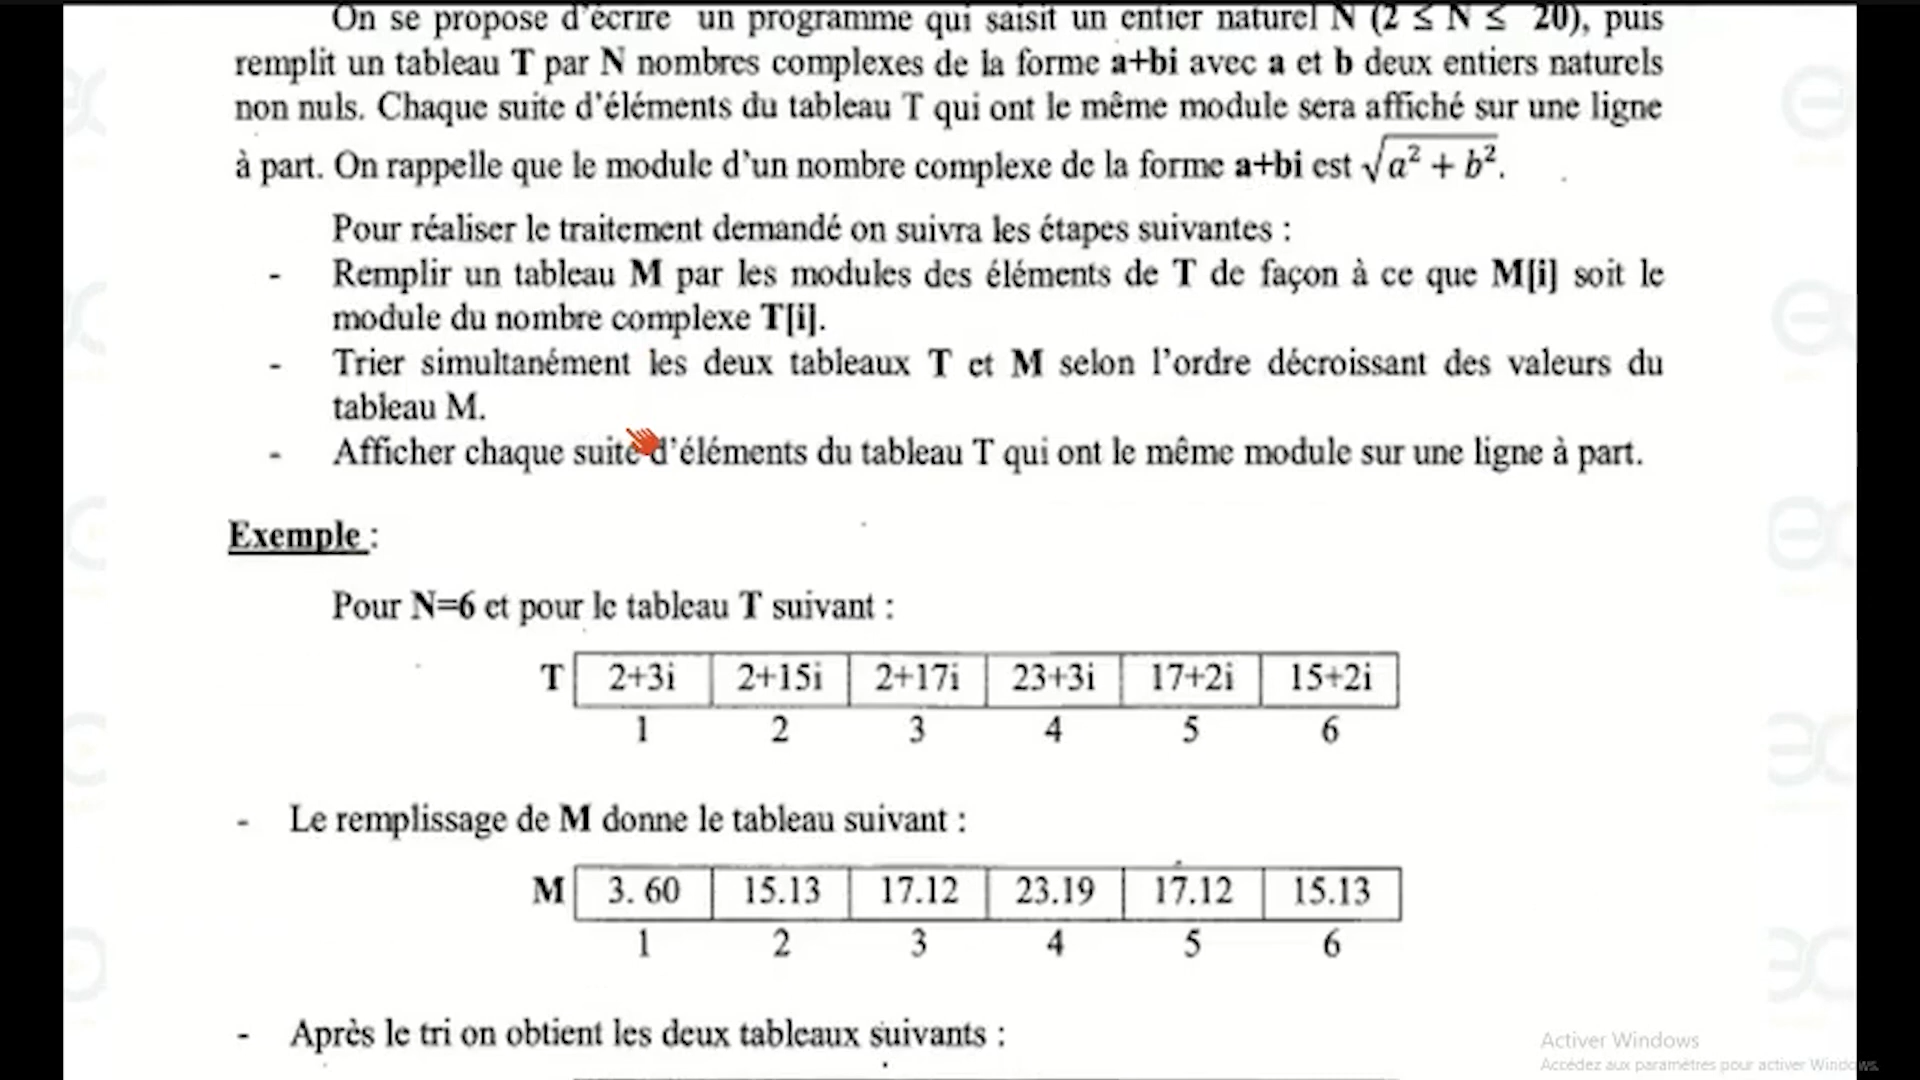 On se propose d'écrire un programme qui saisit un entier naturel N (2 ≤ N ≤ 20), puis
remplit un tableau T par N nombres complexes de la forme a+bi avec a et b deux entiers naturels
non nuls. Chaque suite d'éléments du tableau T qui ont le même module sera affiché sur une ligne
à part. On rappelle que le module d'un nombre complexe de la forme a+bi est √a² + b².
Pour réaliser le traitement demandé on suivra les étapes suivantes :
- Remplir un tableau M par les modules des éléments de T de façon à ce que M[i] soit le
module du nombre complexe T[i].
- Trier simultanément les deux tableaux T et M selon l'ordre décroissant des valeurs du
tableau M.
- Afficher chaque suite d'éléments du tableau T qui ont le même module sur une ligne à part.
Exemple :
Pour N=6 et pour le tableau T suivant :
T 2+3i 2+15i 2+17i 23+3i 17+2i 15+2i
1 2 3 4 5 6
- Le remplissage de M donne le tableau suivant :
M 3. 60 15.13 17.12 23.19 17.12 15.13
1 2 3 4 5 6
- Après le tri on obtient les deux tableaux suivants :
Activer Windows
Accédez aux paramètres pour activer Windows.